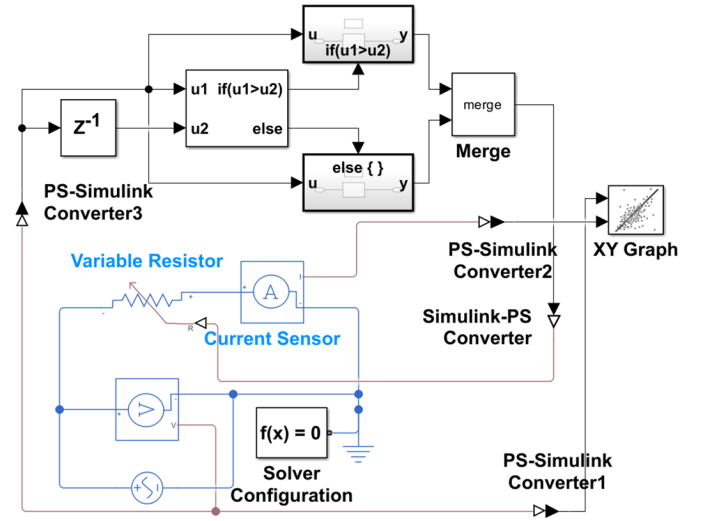 u
y
if(u1>u2)
u1 if(u1>u2)
u2 else
Z-1
merge
Merge
else { }
u
y
PS-Simulink
Converter3
XY Graph
PS-Simulink
Converter2
Variable Resistor
A
I
+
-
-
+
R
Simulink-PS
Converter
Current Sensor
V
+
-
V
f(x) = 0
Solver
Configuration
PS-Simulink
Converter1